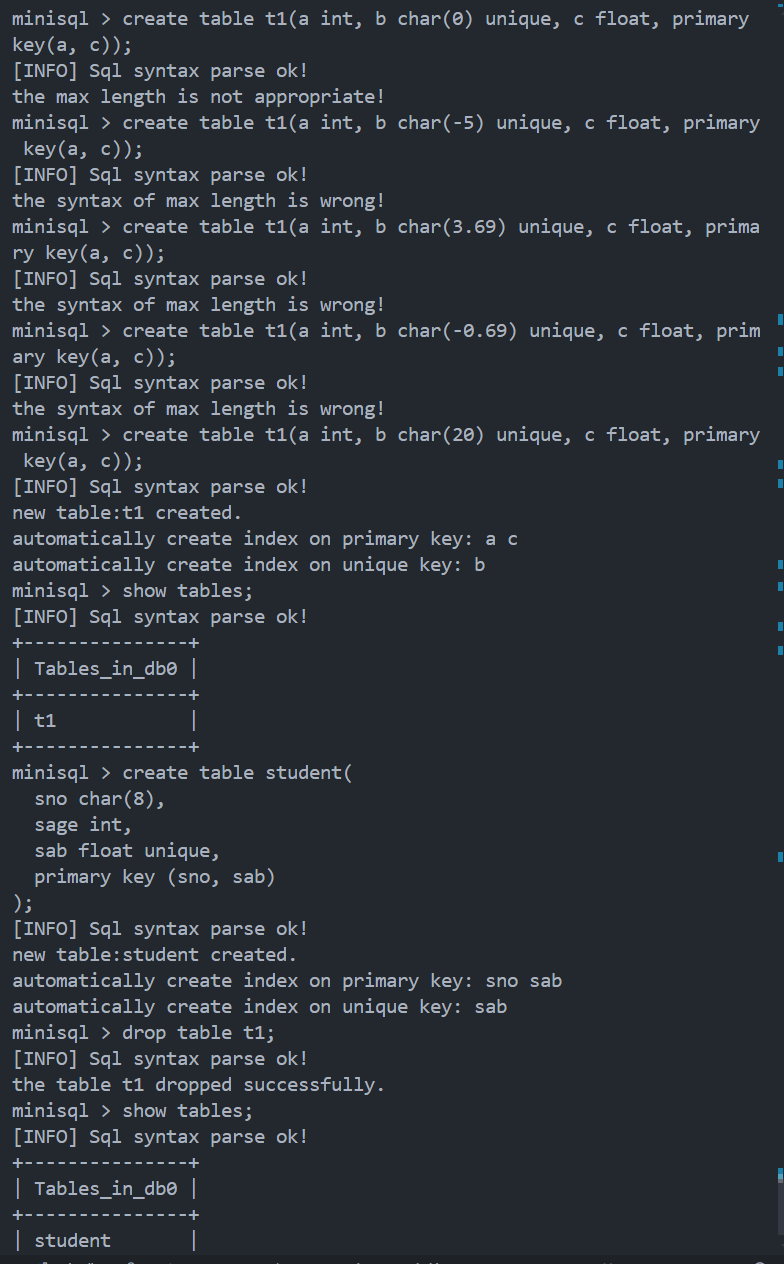 minisql > create table t1(a int, b char(0) unique, c float, primary
key(a, c));
[INFO] Sql syntax parse ok!
the max length is not appropriate!
minisql > create table t1(a int, b char(-5) unique, c float, primary
 key(a, c));
[INFO] Sql syntax parse ok!
the syntax of max length is wrong!
minisql > create table t1(a int, b char(3.69) unique, c float, prima
ry key(a, c));
[INFO] Sql syntax parse ok!
the syntax of max length is wrong!
minisql > create table t1(a int, b char(-0.69) unique, c float, prim
ary key(a, c));
[INFO] Sql syntax parse ok!
the syntax of max length is wrong!
minisql > create table t1(a int, b char(20) unique, c float, primary
 key(a, c));
[INFO] Sql syntax parse ok!
new table:t1 created.
automatically create index on primary key: a c
automatically create index on unique key: b
minisql > show tables;
[INFO] Sql syntax parse ok!
+---------------+
| Tables_in_db0 |
+---------------+
| t1            |
+---------------+
minisql > create table student(
  sno char(8),
  sage int,
  sab float unique,
  primary key (sno, sab)
);
[INFO] Sql syntax parse ok!
new table:student created.
automatically create index on primary key: sno sab
automatically create index on unique key: sab
minisql > drop table t1;
[INFO] Sql syntax parse ok!
the table t1 dropped successfully.
minisql > show tables;
[INFO] Sql syntax parse ok!
+---------------+
| Tables_in_db0 |
+---------------+
| student       |